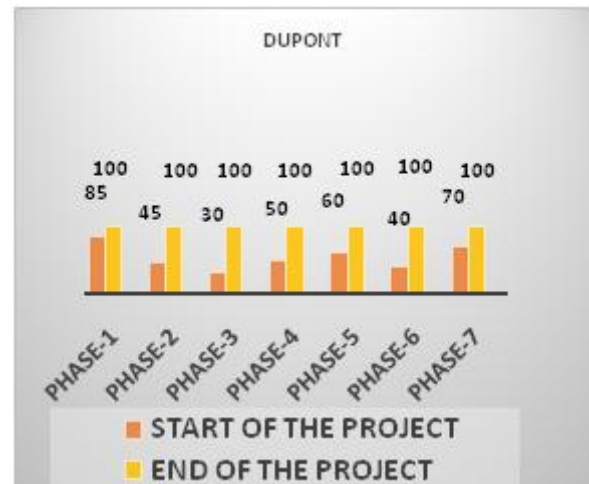 DUPONT
100 100 100 100 100 100 100
85 45 30 50 60 40 70
PHASE-1 PHASE-2 PHASE-3 PHASE-4 PHASE-5 PHASE-6 PHASE-7
START OF THE PROJECT
END OF THE PROJECT